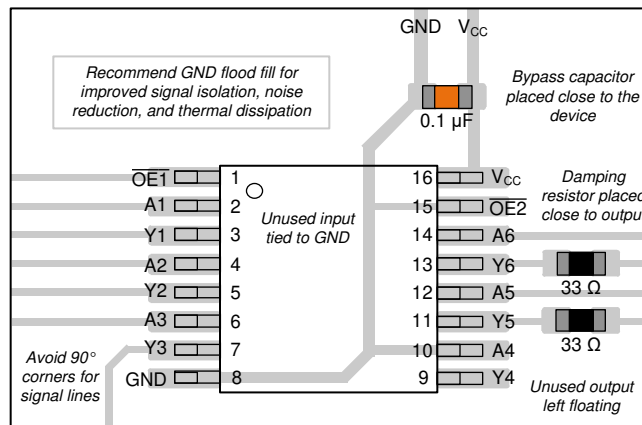 GND VCC
Recommend GND flood fill for
improved signal isolation, noise
reduction, and thermal dissipation
Bypass capacitor
placed close to the
device
0.1 µF
O̅E̅1̅ 1 16 VCC
Damping
resistor placed
close to output
A1 2 15 O̅E̅2̅
Unused input
tied to GND
Y1 3 14 A6
A2 4 13 Y6
33 Ω
Y2 5 12 A5
A3 6 11 Y5
33 Ω
Y3 7 10 A4
Avoid 90°
corners for
signal lines
GND 8 9 Y4
Unused output
left floating